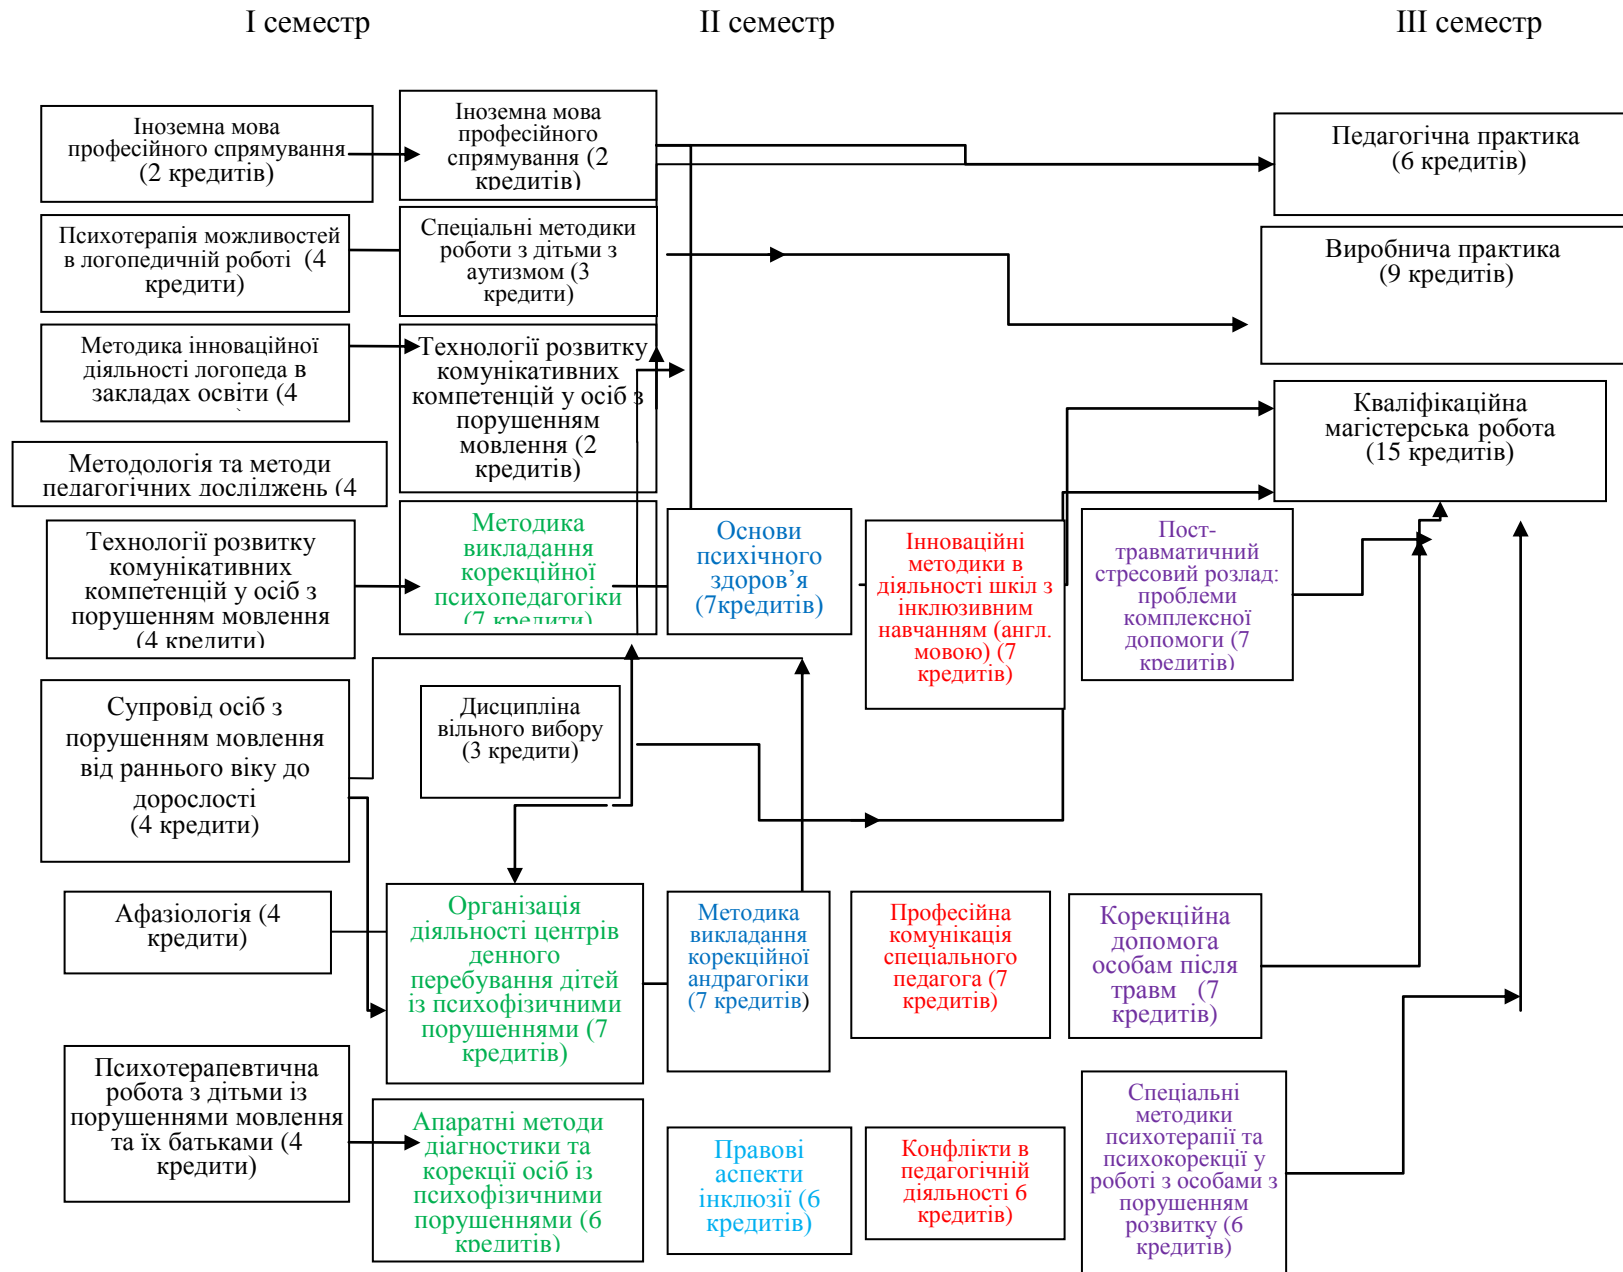 I семестр
II семестр
III семестр
Іноземна мова
професійного спрямування
(2 кредитів)
Іноземна мова
професійного
спрямування (2
кредитів)
Педагогічна практика
(6 кредитів)
Психотерапія можливостей
в логопедичній роботі (4
кредити)
Спеціальні методики
роботи з дітьми з
аутизмом (3
кредити)
Виробнича практика
(9 кредитів)
Методика інноваційної
діяльності логопеда в
закладах освіти (4
Технології розвитку
комунікативних
компетенцій у осіб з
порушенням
мовлення (2
кредитів)
Кваліфікаційна
магістерська робота
(15 кредитів)
Методологія та методи
педагогічних досліджень (4
Технології розвитку
комунікативних
компетенцій у осіб з
порушенням мовлення
(4 кредити)
Методика
викладання
корекційної
психопедагогіки
(7 кредити)
Основи
психічного
здоров’я
(7кредитів)
Інноваційні
методики в
діяльності шкіл з
інклюзивним
навчанням (англ.
мовою) (7
кредитів)
Пост-
травматичний
стресовий розлад:
проблеми
комплексної
допомоги (7
кредитів)
Супровід осіб з
порушенням мовлення
від раннього віку до
дорослості
(4 кредити)
Дисципліна
вільного вибору
(3 кредити)
Афазіологія (4
кредити)
Організація
діяльності центрів
денного
перебування дітей
із психофізичними
порушеннями (7
кредитів)
Методика
викладання
корекційної
андрагогіки
(7 кредитів)
Професійна
комунікація
спеціального
педагога (7
кредитів)
Корекційна
допомога
особам після
травм (7
кредитів)
Психотерапевтична
робота з дітьми із
порушеннями мовлення
та їх батьками (4
кредити)
Апаратні методи
діагностики та
корекції осіб із
психофізичними
порушеннями (6
кредитів)
Правові
аспекти
інклюзії (6
кредитів)
Конфлікти в
педагогічній
діяльності 6
кредитів)
Спеціальні
методики
психотерапії та
психокорекції у
роботі з особами з
порушенням
розвитку (6
кредитів)